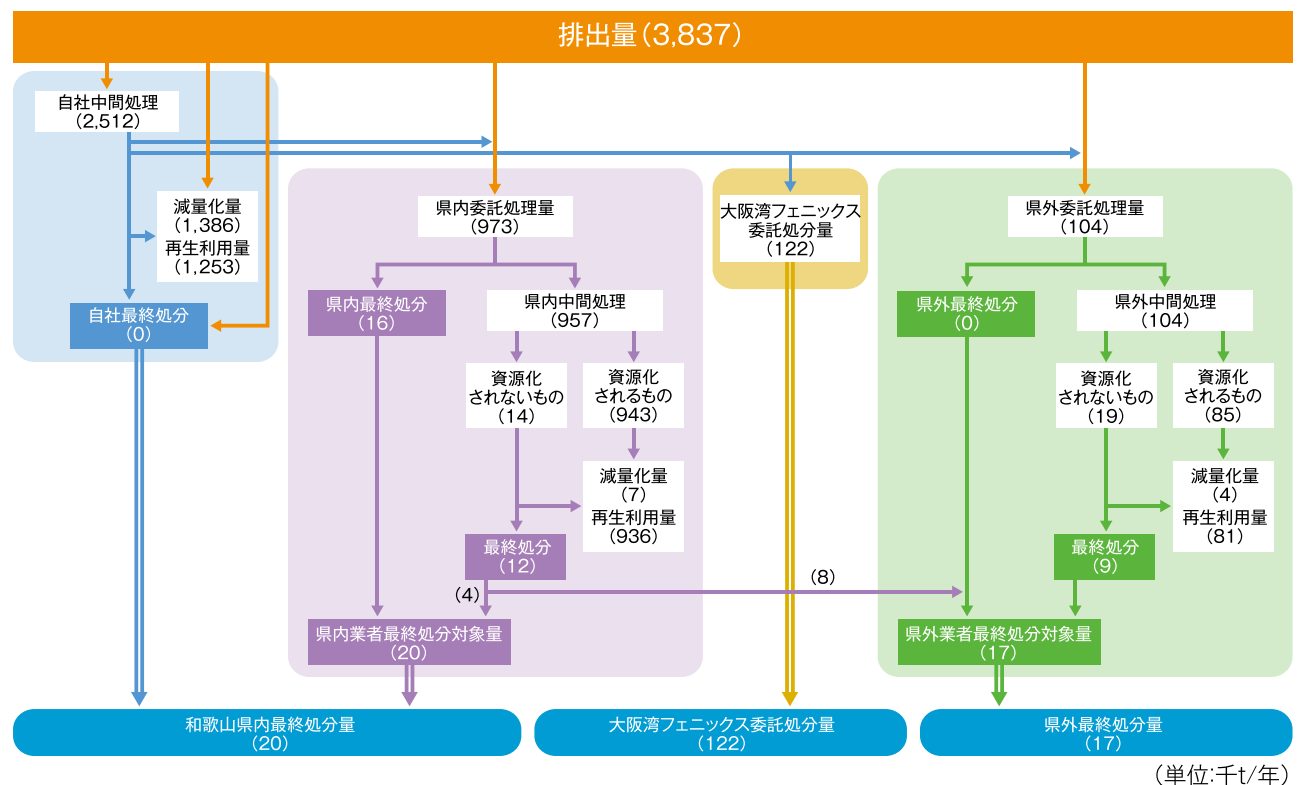 排出量（3,837）
自社中間処理
（2,512）
減量化量
（1,386）
再生利用量
（1,253）
自社最終処分
（0）
県内委託処理量
（973）
県内最終処分
（16）
県内中間処理
（957）
資源化
されないもの
（14）
資源化
されるもの
（943）
減量化量
（7）
再生利用量
（936）
最終処分
（12）
（4）
（8）
県内業者最終処分対象量
（20）
大阪湾フェニックス
委託処分量
（122）
県外委託処理量
（104）
県外最終処分
（0）
県外中間処理
（104）
資源化
されないもの
（19）
資源化
されるもの
（85）
減量化量
（4）
再生利用量
（81）
最終処分
（9）
県外業者最終処分対象量
（17）
和歌山県内最終処分量
（20）
大阪湾フェニックス委託処分量
（122）
県外最終処分量
（17）
（単位:千t/年）